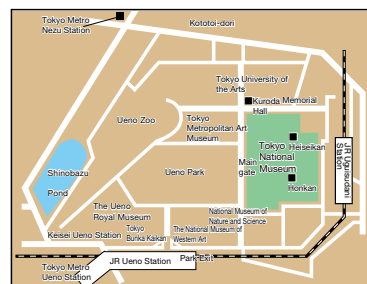 Tokyo Metro
Nezu Station
Kototoi-dori
Tokyo University of
the Arts
Kuroda Memorial
Hall
Ueno Zoo
Tokyo
Metropolitan Art
Museum
Heiseikan
Tokyo
National
Museum
JR Uguisudani
Station
Main
gate
Shinobazu
Pond
Ueno Park
Honkan
The Ueno
Royal Museum
National Museum of
Nature and Science
Keisei Ueno Station
Tokyo
Bunka Kaikan
The National Museum of
Western Art
JR Ueno Station
Park Exit
Tokyo Metro
Ueno Station